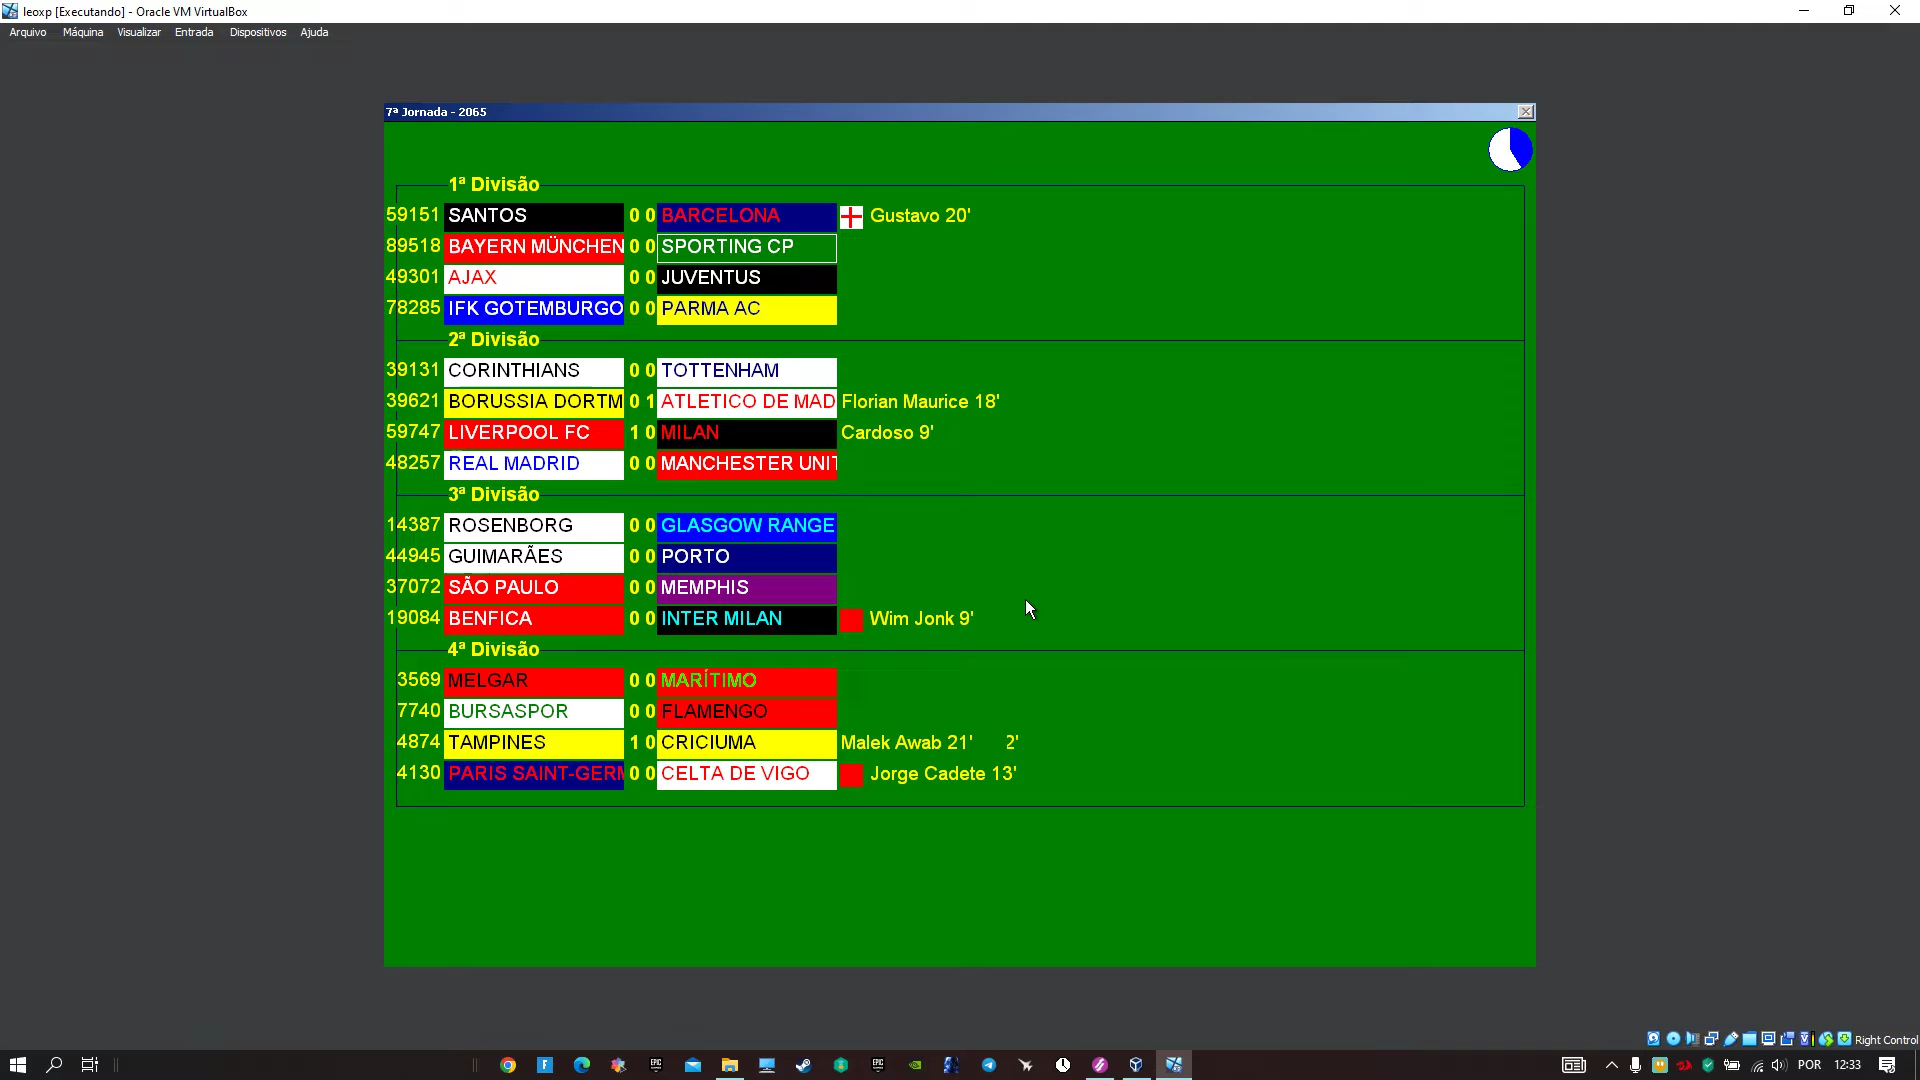 leoxp [Executando] - Oracle VM VirtualBox
Arquivo Máquina Visualizar Entrada Dispositivos Ajuda
7ª Jornada - 2065
1ª Divisão
59151 SANTOS 0 0 BARCELONA Gustavo 20'
89518 BAYERN MÜNCHEN 0 0 SPORTING CP
49301 AJAX 0 0 JUVENTUS
78285 IFK GOTEMBURGO 0 0 PARMA AC
2ª Divisão
39131 CORINTHIANS 0 0 TOTTENHAM
39621 BORUSSIA DORTM 0 1 ATLETICO DE MAD Florian Maurice 18'
59747 LIVERPOOL FC 1 0 MILAN Cardoso 9'
48257 REAL MADRID 0 0 MANCHESTER UNIT
3ª Divisão
14387 ROSENBORG 0 0 GLASGOW RANGE
44945 GUIMARÃES 0 0 PORTO
37072 SÃO PAULO 0 0 MEMPHIS
19084 BENFICA 0 0 INTER MILAN Wim Jonk 9'
4ª Divisão
3569 MELGAR 0 0 MARÍTIMO
7740 BURSASPOR 0 0 FLAMENGO
4874 TAMPINES 1 0 CRICIUMA Malek Awab 21' 2'
4130 PARIS SAINT-GERM 0 0 CELTA DE VIGO Jorge Cadete 13'
Right Control
POR 12:33